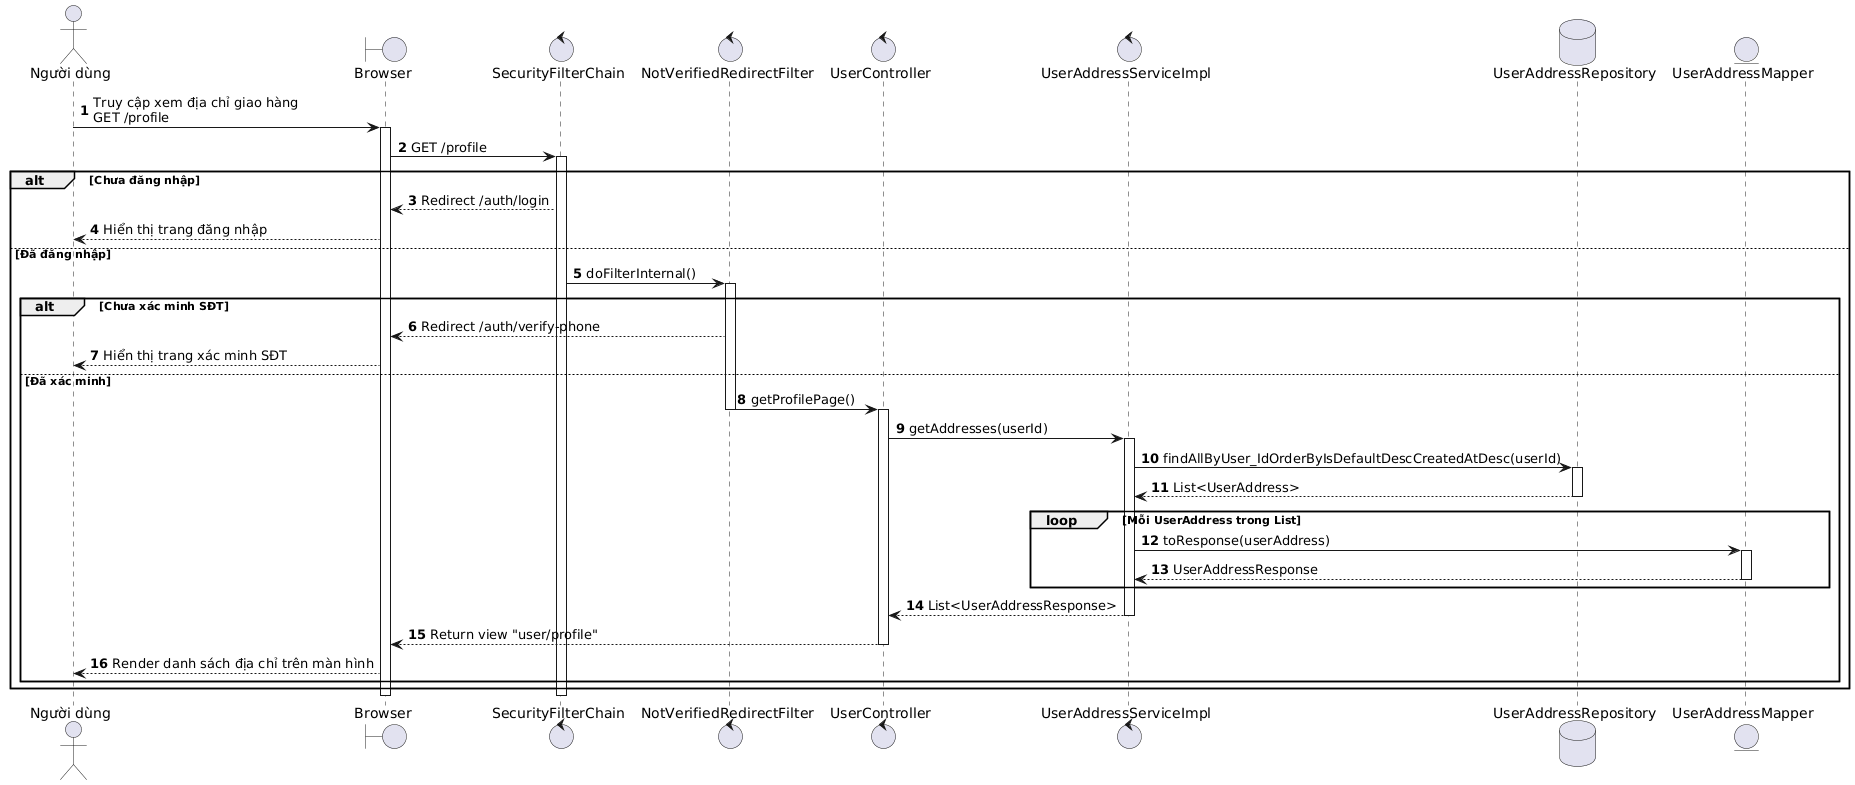 Người dùng
Browser
SecurityFilterChain
NotVerifiedRedirectFilter
UserController
UserAddressServiceImpl
UserAddressRepository
UserAddressMapper
1 Truy cập xem địa chỉ giao hàng
GET /profile
2 GET /profile
alt [Chưa đăng nhập]
3 Redirect /auth/login
4 Hiển thị trang đăng nhập
[Đã đăng nhập]
5 doFilterInternal()
alt [Chưa xác minh SĐT]
6 Redirect /auth/verify-phone
7 Hiển thị trang xác minh SĐT
[Đã xác minh]
8 getProfilePage()
9 getAddresses(userId)
10 findAllByUser_IdOrderByIsDefaultDescCreatedAtDesc(userId)
11 List<UserAddress>
loop [Mỗi UserAddress trong List]
12 toResponse(userAddress)
13 UserAddressResponse
14 List<UserAddressResponse>
15 Return view "user/profile"
16 Render danh sách địa chỉ trên màn hình
Người dùng
Browser
SecurityFilterChain
NotVerifiedRedirectFilter
UserController
UserAddressServiceImpl
UserAddressRepository
UserAddressMapper